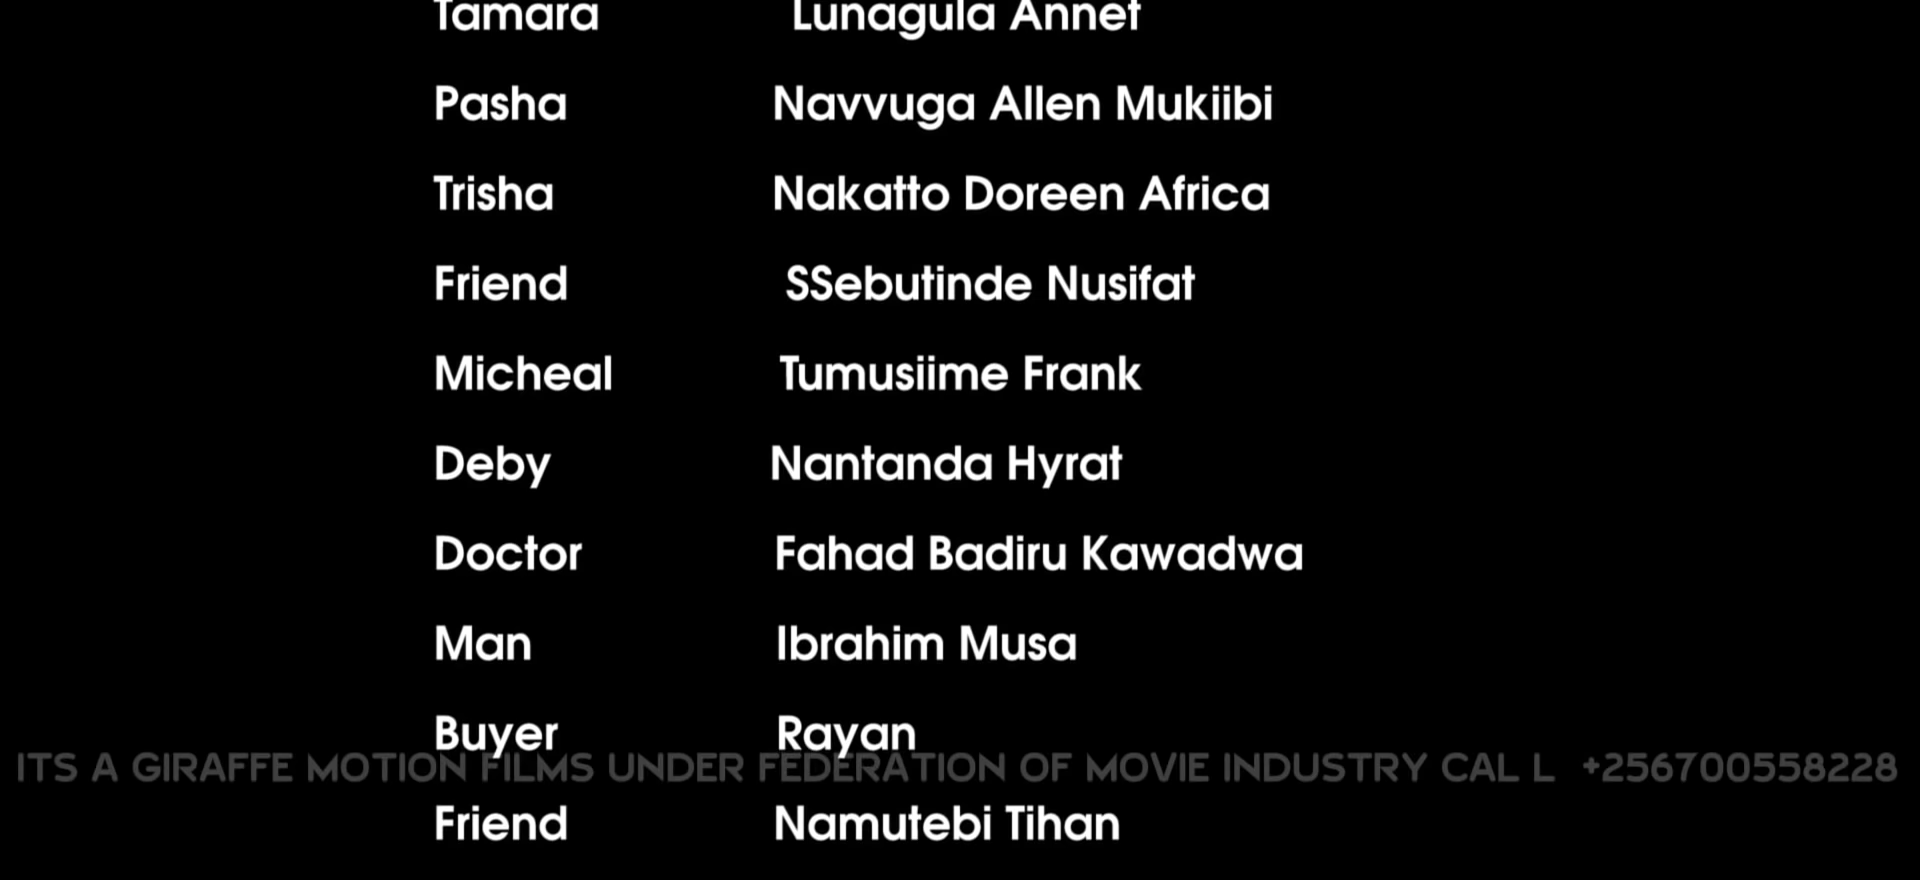 Tamara Lunagula Annet
Pasha Navvuga Allen Mukiibi
Trisha Nakatto Doreen Africa
Friend SSebutinde Nusifat
Micheal Tumusiime Frank
Deby Nantanda Hyrat
Doctor Fahad Badiru Kawadwa
Man Ibrahim Musa
Buyer Rayan
ITS A GIRAFFE MOTION FILMS UNDER FEDERATION OF MOVIE INDUSTRY CAL L +256700558228
Friend Namutebi Tihan